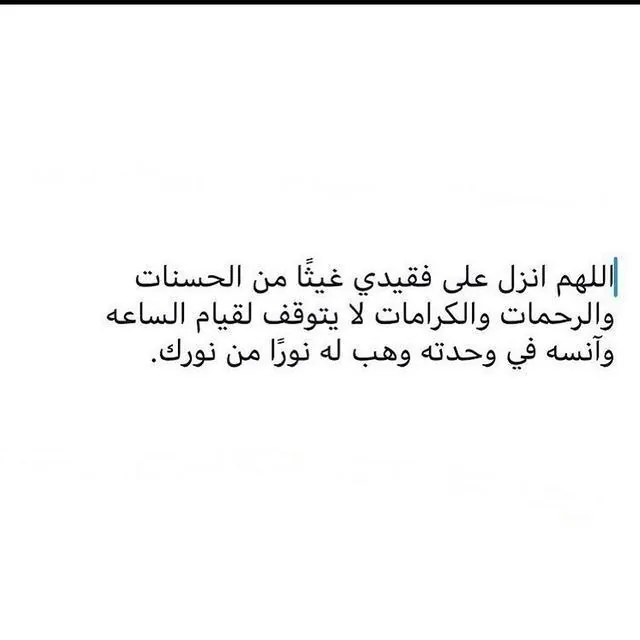 اللهم انزل على فقيدي غيثًا من الحسنات
والرحمات والكرامات لا يتوقف لقيام الساعه
وآنسه في وحدته وهب له نورًا من نورك.